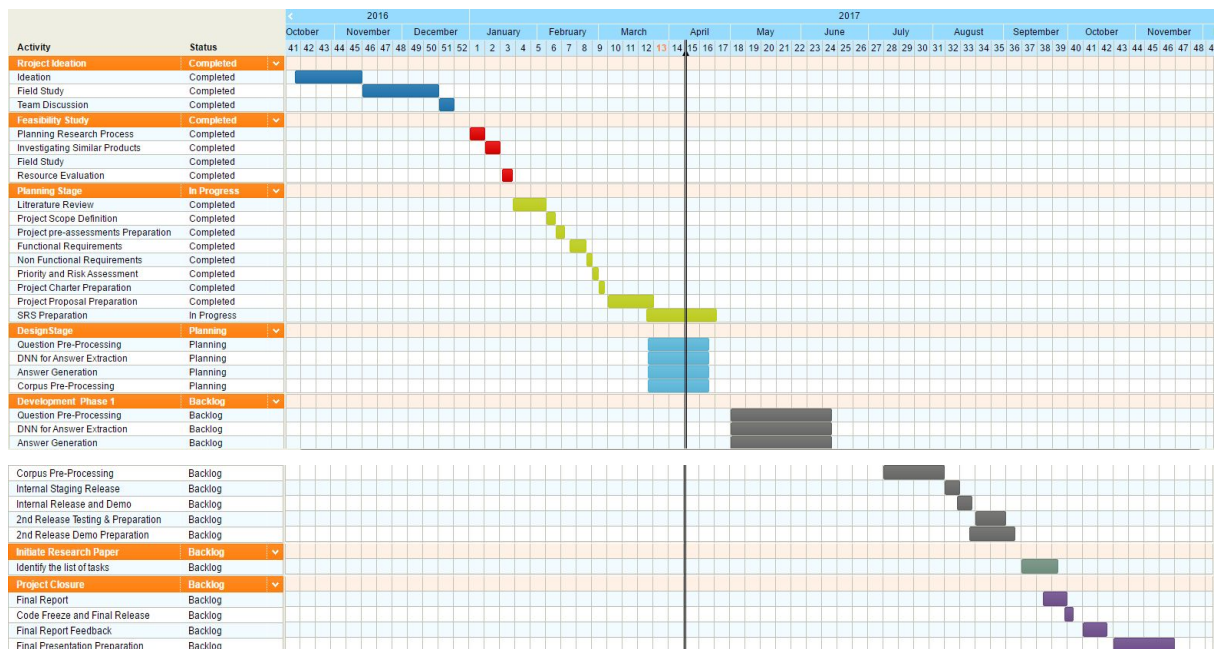 2016 2017
October November December January February March April May June July August September October November
Activity Status 41 42 43 44 45 46 47 48 49 50 51 52 1 2 3 4 5 6 7 8 9 10 11 12 13 14 15 16 17 18 19 20 21 22 23 24 25 26 27 28 29 30 31 32 33 34 35 36 37 38 39 40 41 42 43 44 45 46 47 48 4
Rroject Ideation Completed
Ideation Completed
Field Study Completed
Team Discussion Completed
Feasibility Study Completed
Planning Research Process Completed
Investigating Similar Products Completed
Field Study Completed
Resource Evaluation Completed
Planning Stage In Progress
Litrerature Review Completed
Project Scope Definition Completed
Project pre-assessments Preparation Completed
Functional Requirements Completed
Non Functional Requirements Completed
Priority and Risk Assessment Completed
Project Charter Preparation Completed
Project Proposal Preparation Completed
SRS Preparation In Progress
DesignStage Planning
Question Pre-Processing Planning
DNN for Answer Extraction Planning
Answer Generation Planning
Corpus Pre-Processing Planning
Development Phase 1 Backlog
Question Pre-Processing Backlog
DNN for Answer Extraction Backlog
Answer Generation Backlog
Corpus Pre-Processing Backlog
Internal Staging Release Backlog
Internal Release and Demo Backlog
2nd Release Testing & Preparation Backlog
2nd Release Demo Preparation Backlog
Initiate Research Paper Backlog
Identify the list of tasks Backlog
Project Closure Backlog
Final Report Backlog
Code Freeze and Final Release Backlog
Final Report Feedback Backlog
Final Presentation Preparation Backlog